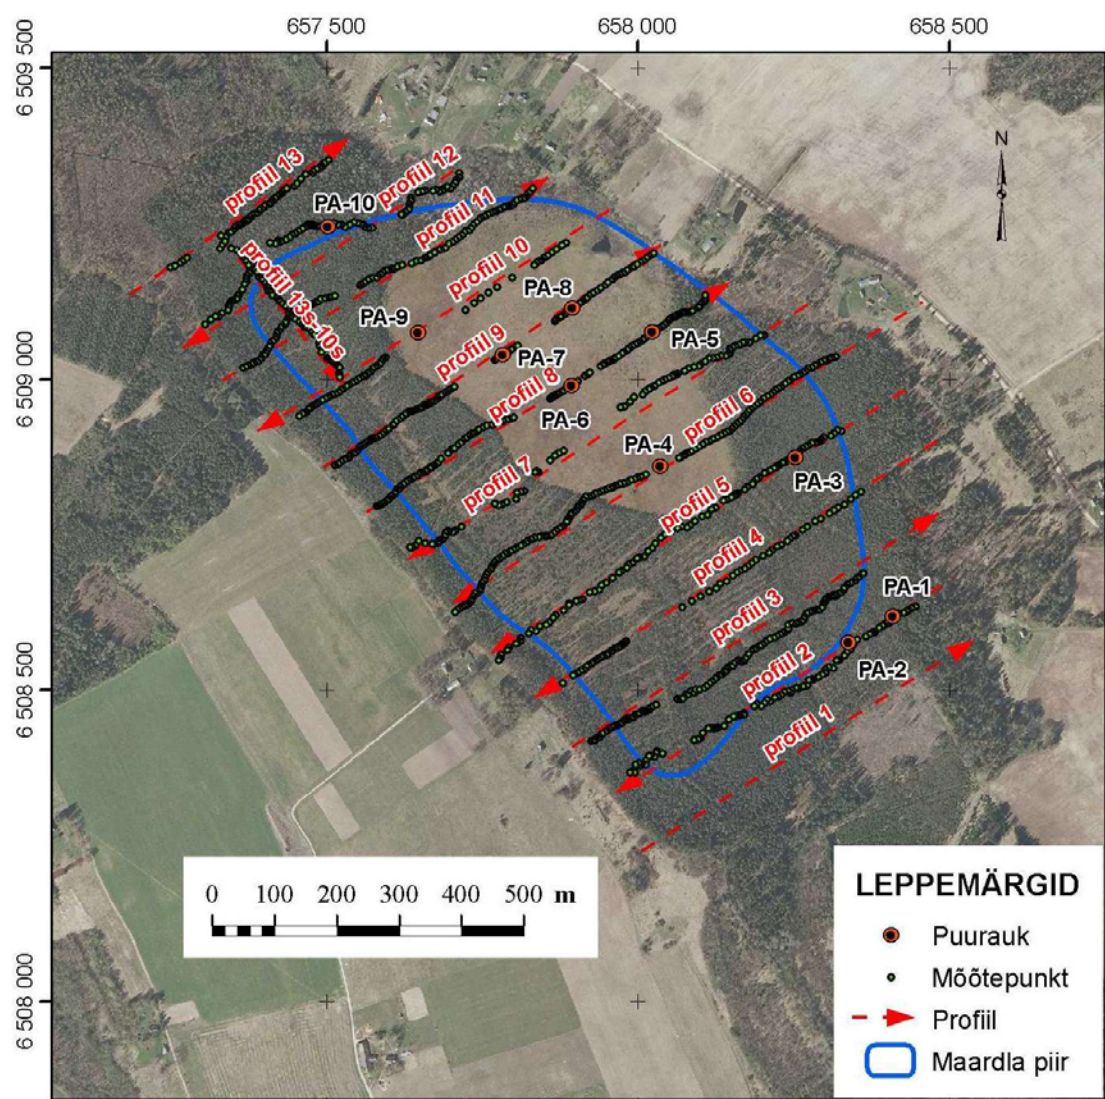 657 500
658 000
658 500
6 509 500
6 509 000
6 508 500
6 508 000
N
profiil 13
profiil 12
PA-10
profiil 11
profiil 13s-10s
profiil 10
PA-8
PA-9
profiil 9
PA-7
PA-5
profiil 8
PA-6
profiil 6
PA-4
profiil 7
PA-3
profiil 5
profiil 4
PA-1
profiil 3
profiil 2
PA-2
profiil 1
0 100 200 300 400 500 m
LEPPEMÄRGID
Puurauk
Mõõtepunkt
Profiil
Maardla piir